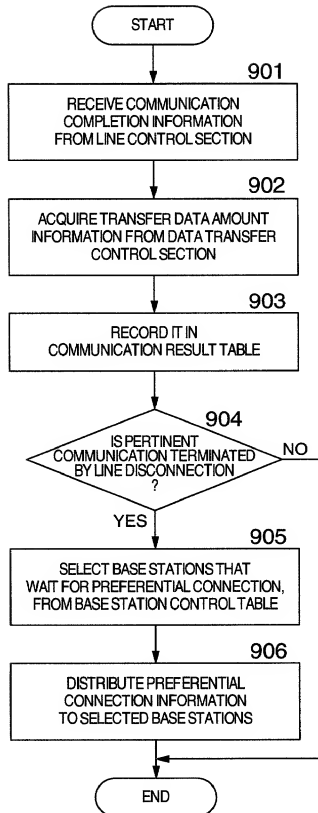 START
901
RECEIVE COMMUNICATION
COMPLETION INFORMATION
FROM LINE CONTROL SECTION
902
ACQUIRE TRANSFER DATA AMOUNT
INFORMATION FROM DATA TRANSFER
CONTROL SECTION
903
RECORD IT IN
COMMUNICATION RESULT TABLE
904
IS PERTINENT
COMMUNICATION TERMINATED
BY LINE DISCONNECTION
?
NO
YES
905
SELECT BASE STATIONS THAT
WAIT FOR PREFERENTIAL CONNECTION,
FROM BASE STATION CONTROL TABLE
906
DISTRIBUTE PREFERENTIAL
CONNECTION INFORMATION
TO SELECTED BASE STATIONS
END